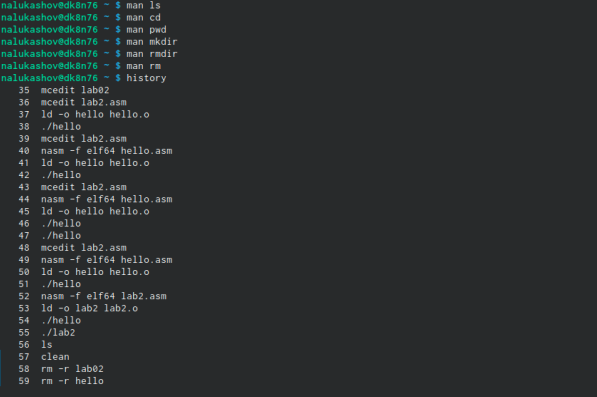 nalukashov@dk8n76 ~ $ man ls
nalukashov@dk8n76 ~ $ man cd
nalukashov@dk8n76 ~ $ man pwd
nalukashov@dk8n76 ~ $ man mkdir
nalukashov@dk8n76 ~ $ man rmdir
nalukashov@dk8n76 ~ $ man rm
nalukashov@dk8n76 ~ $ history
35 mcedit lab02
36 mcedit lab2.asm
37 ld -o hello hello.o
38 ./hello
39 mcedit lab2.asm
40 nasm -f elf64 hello.asm
41 ld -o hello hello.o
42 ./hello
43 mcedit lab2.asm
44 nasm -f elf64 hello.asm
45 ld -o hello hello.o
46 ./hello
47 ./hello
48 mcedit lab2.asm
49 nasm -f elf64 hello.asm
50 ld -o hello hello.o
51 ./hello
52 nasm -f elf64 lab2.asm
53 ld -o lab2 lab2.o
54 ./hello
55 ./lab2
56 ls
57 clean
58 rm -r lab02
59 rm -r hello